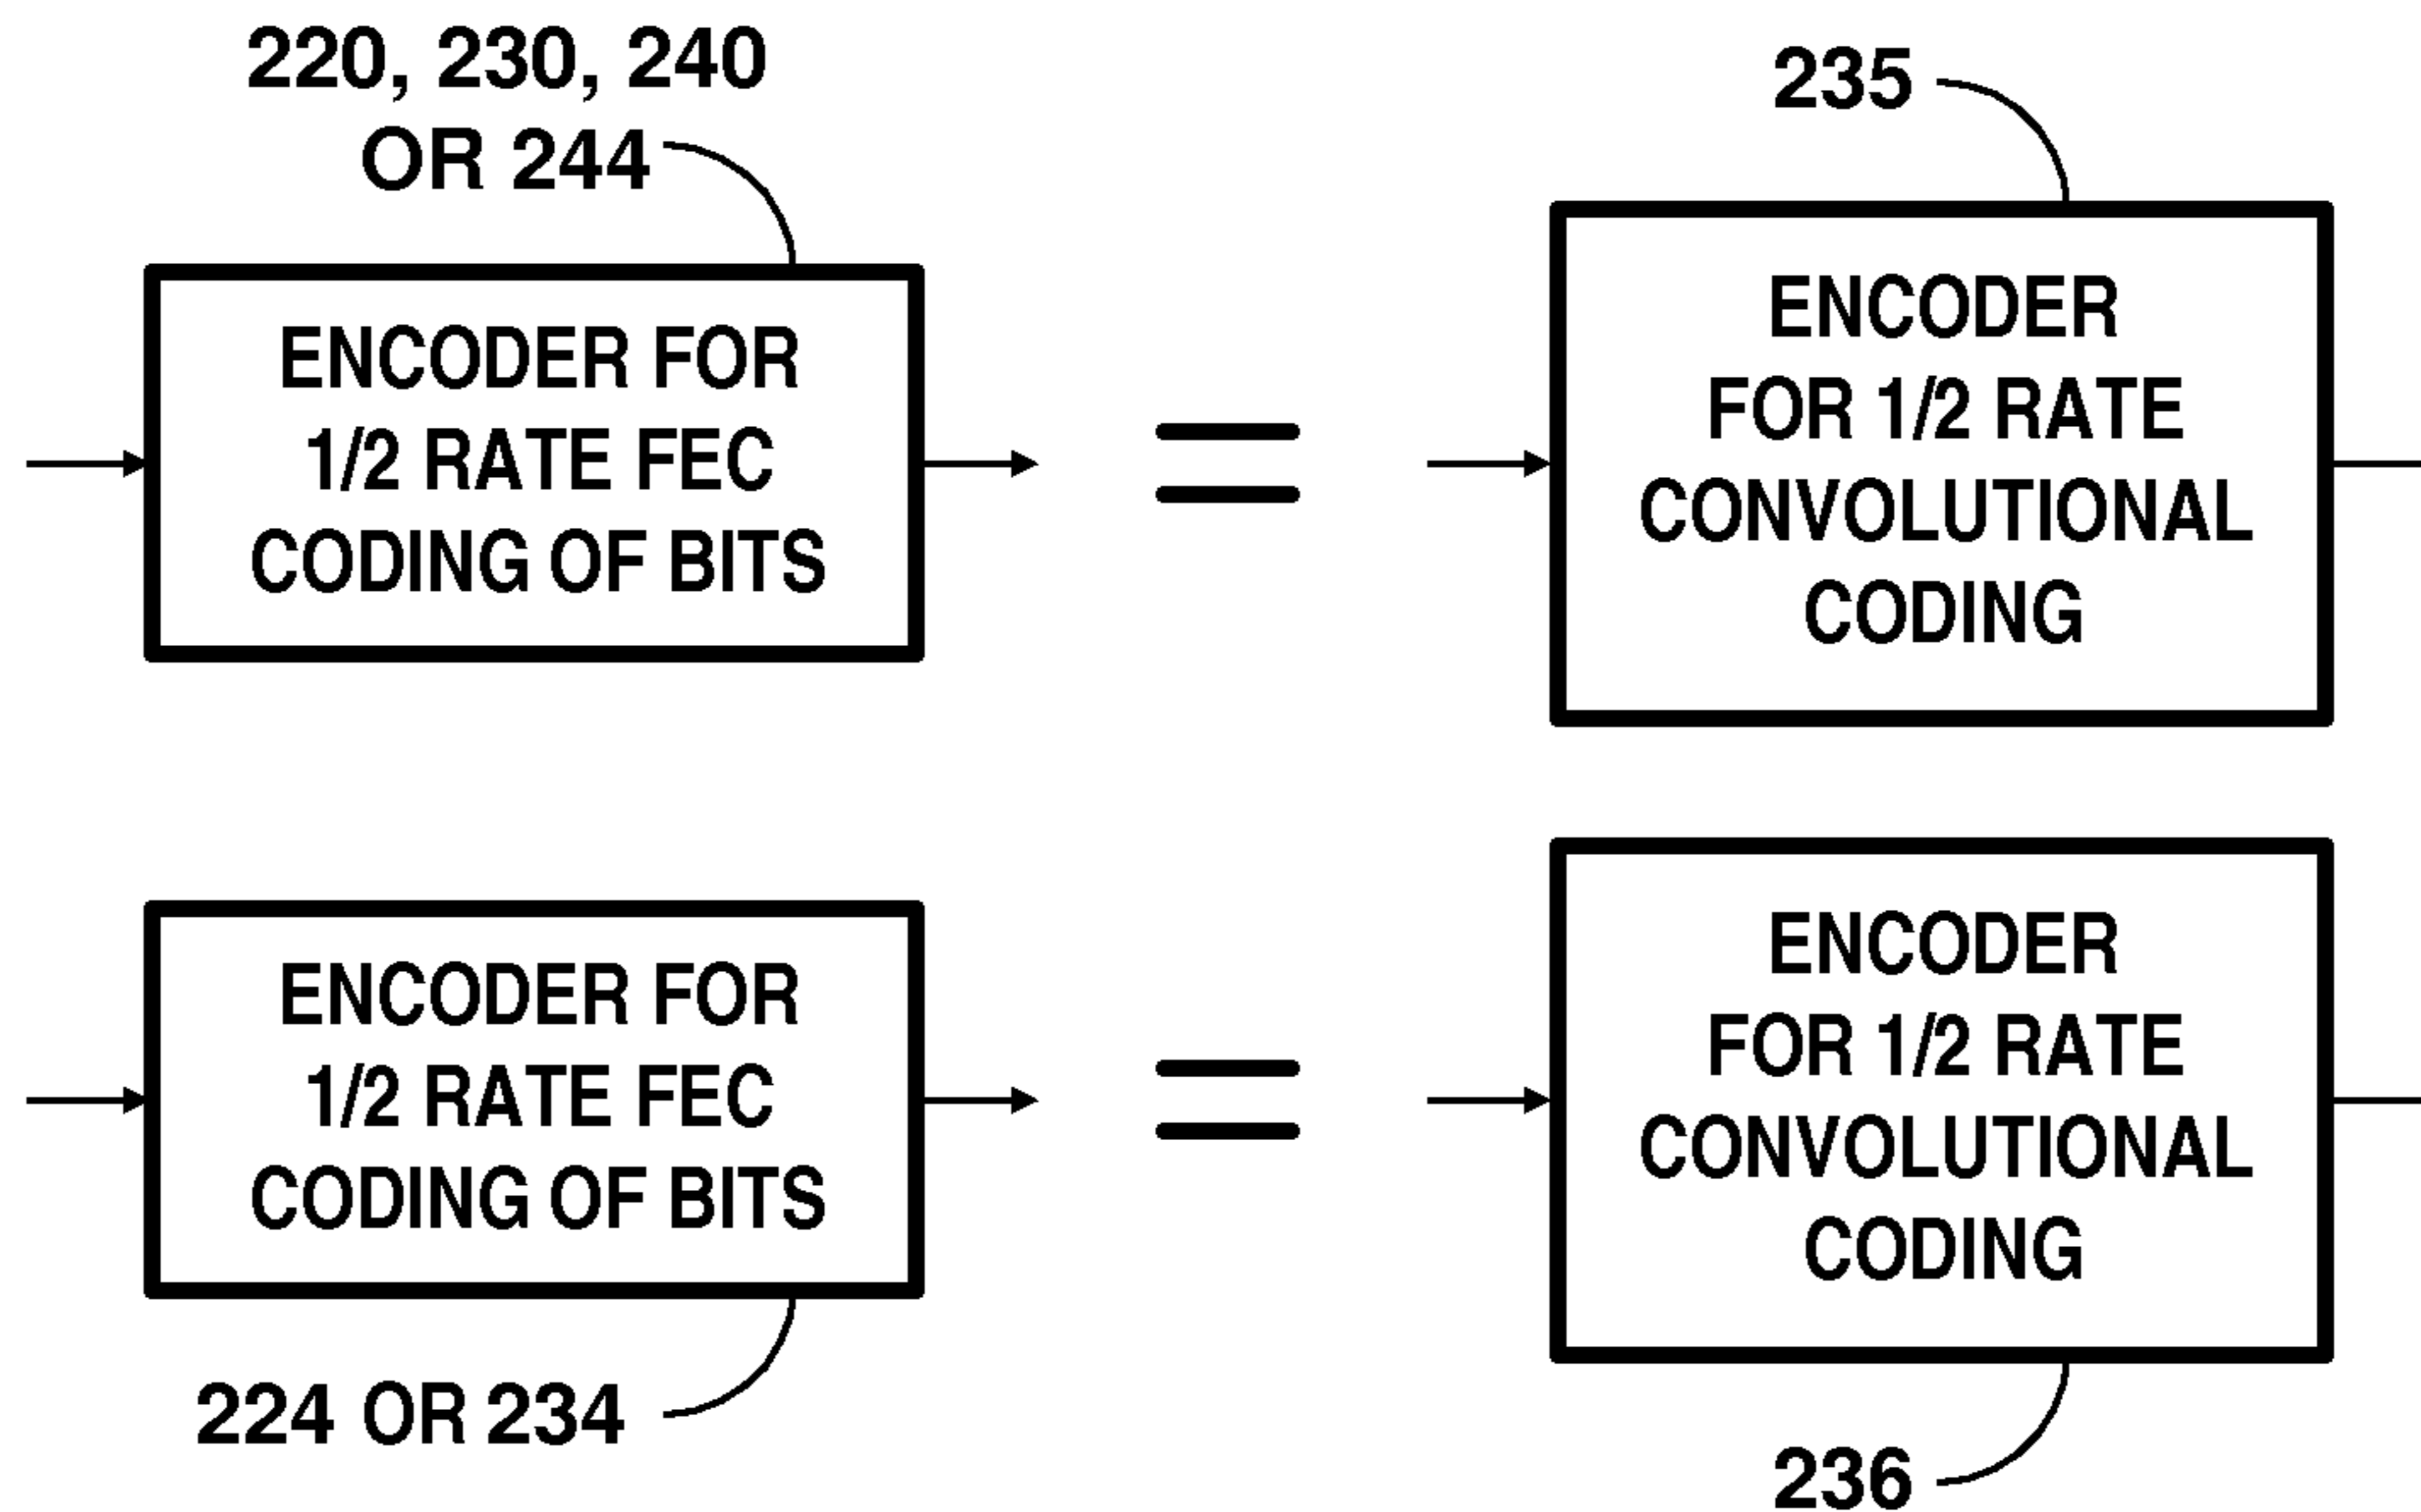 220, 230, 240
OR 244
ENCODER FOR
1/2 RATE FEC
CODING OF BITS
=
235
ENCODER
FOR 1/2 RATE
CONVOLUTIONAL
CODING
ENCODER FOR
1/2 RATE FEC
CODING OF BITS
224 OR 234
=
ENCODER
FOR 1/2 RATE
CONVOLUTIONAL
CODING
236